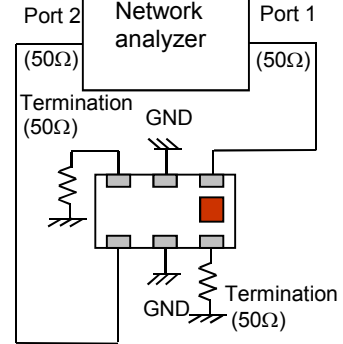 Port 2
Network
analyzer
Port 1
(50Ω)
(50Ω)
Termination
(50Ω)
GND
GND
Termination
(50Ω)